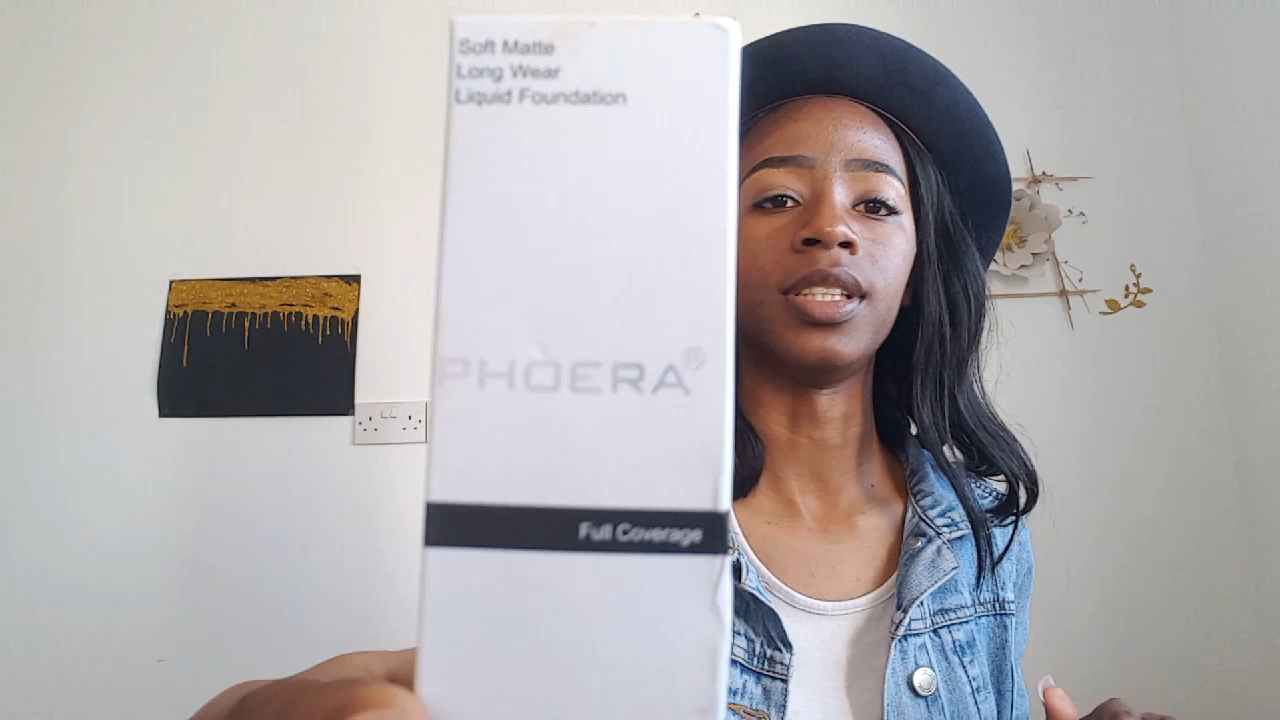 Soft Matte
Long Wear
Liquid Foundation
PHOERA®
Full Coverage